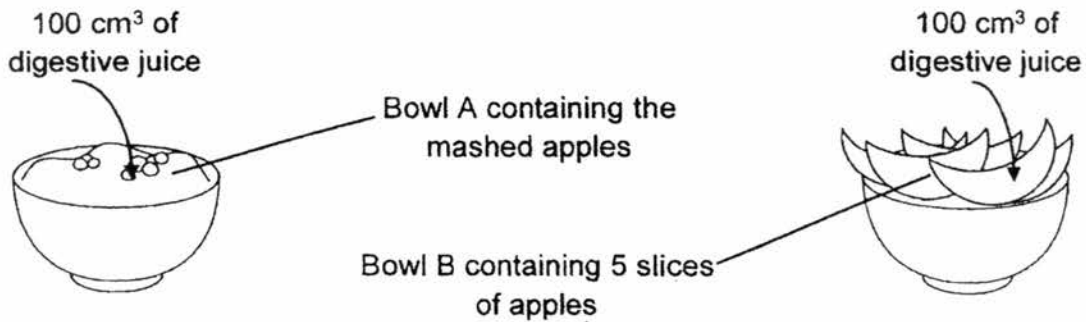 100 cm³ of
digestive juice
100 cm³ of
digestive juice
Bowl A containing the
mashed apples
Bowl B containing 5 slices
of apples